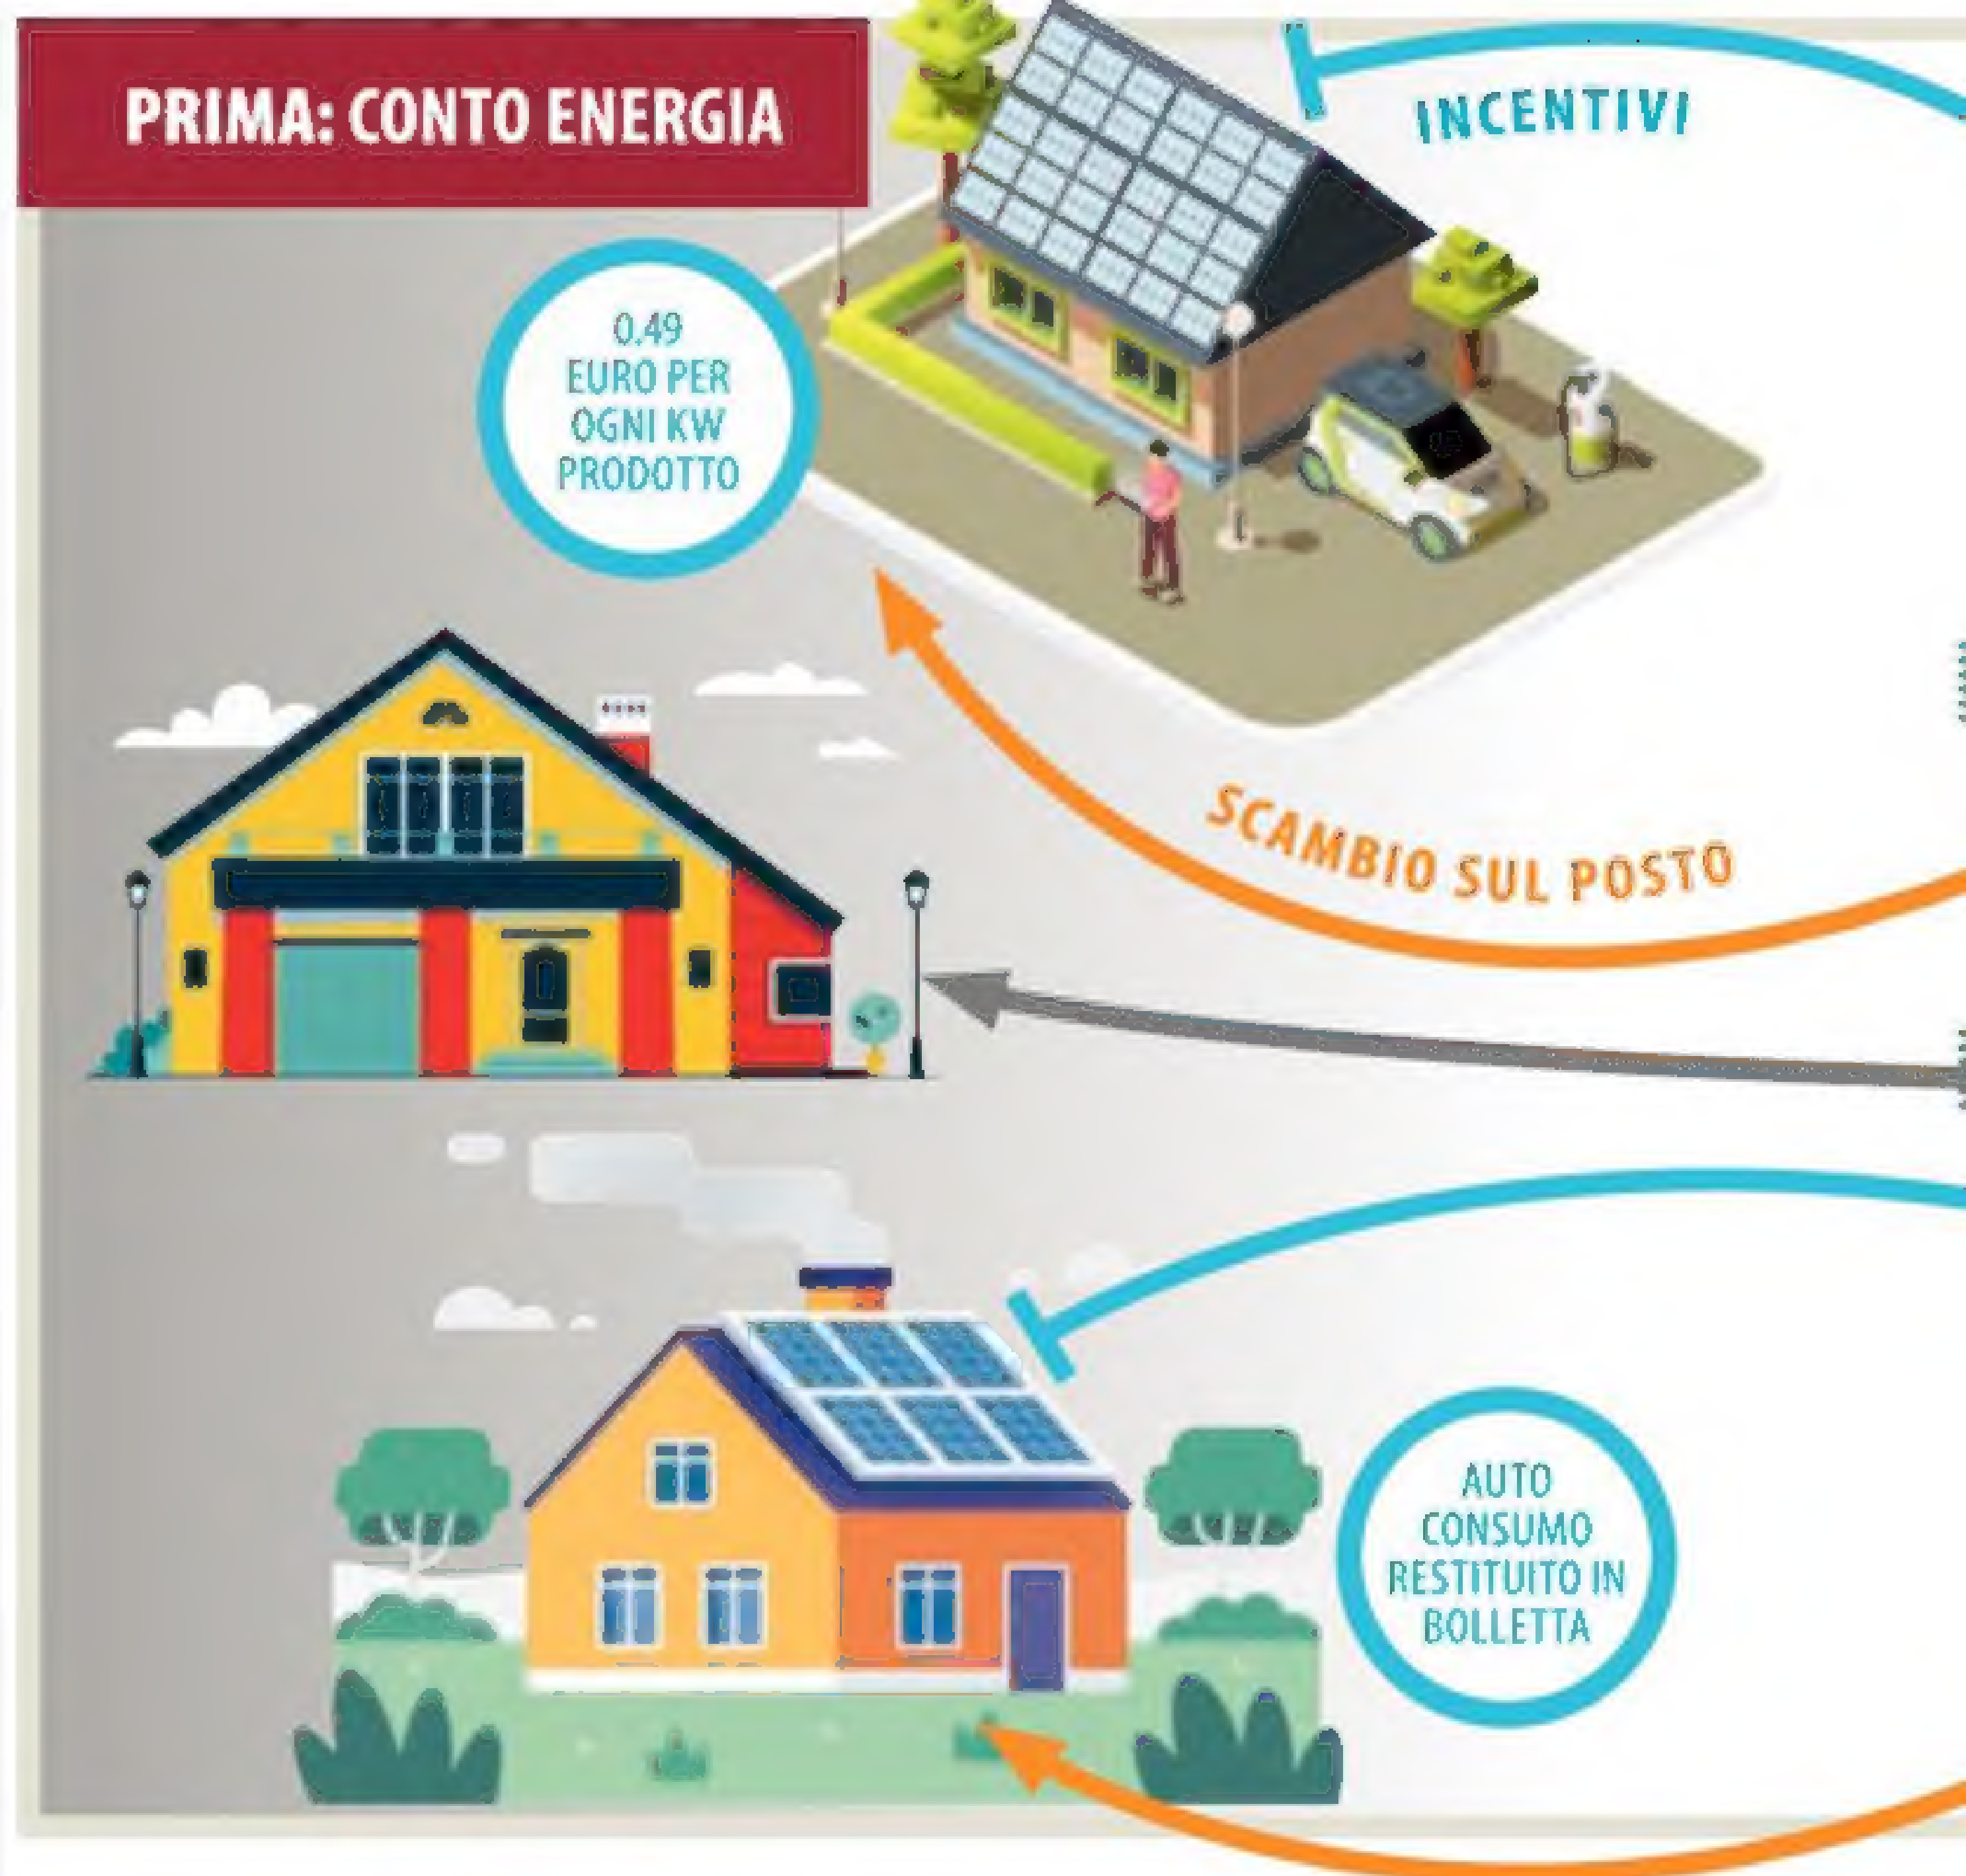 PRIMA: CONTO ENERGIA
INCENTIVI
0.49
EURO PER
OGNI KW
PRODOTTO
SCAMBIO SUL POSTO
AUTO
CONSUMO
RESTITUITO IN
BOLLETTA